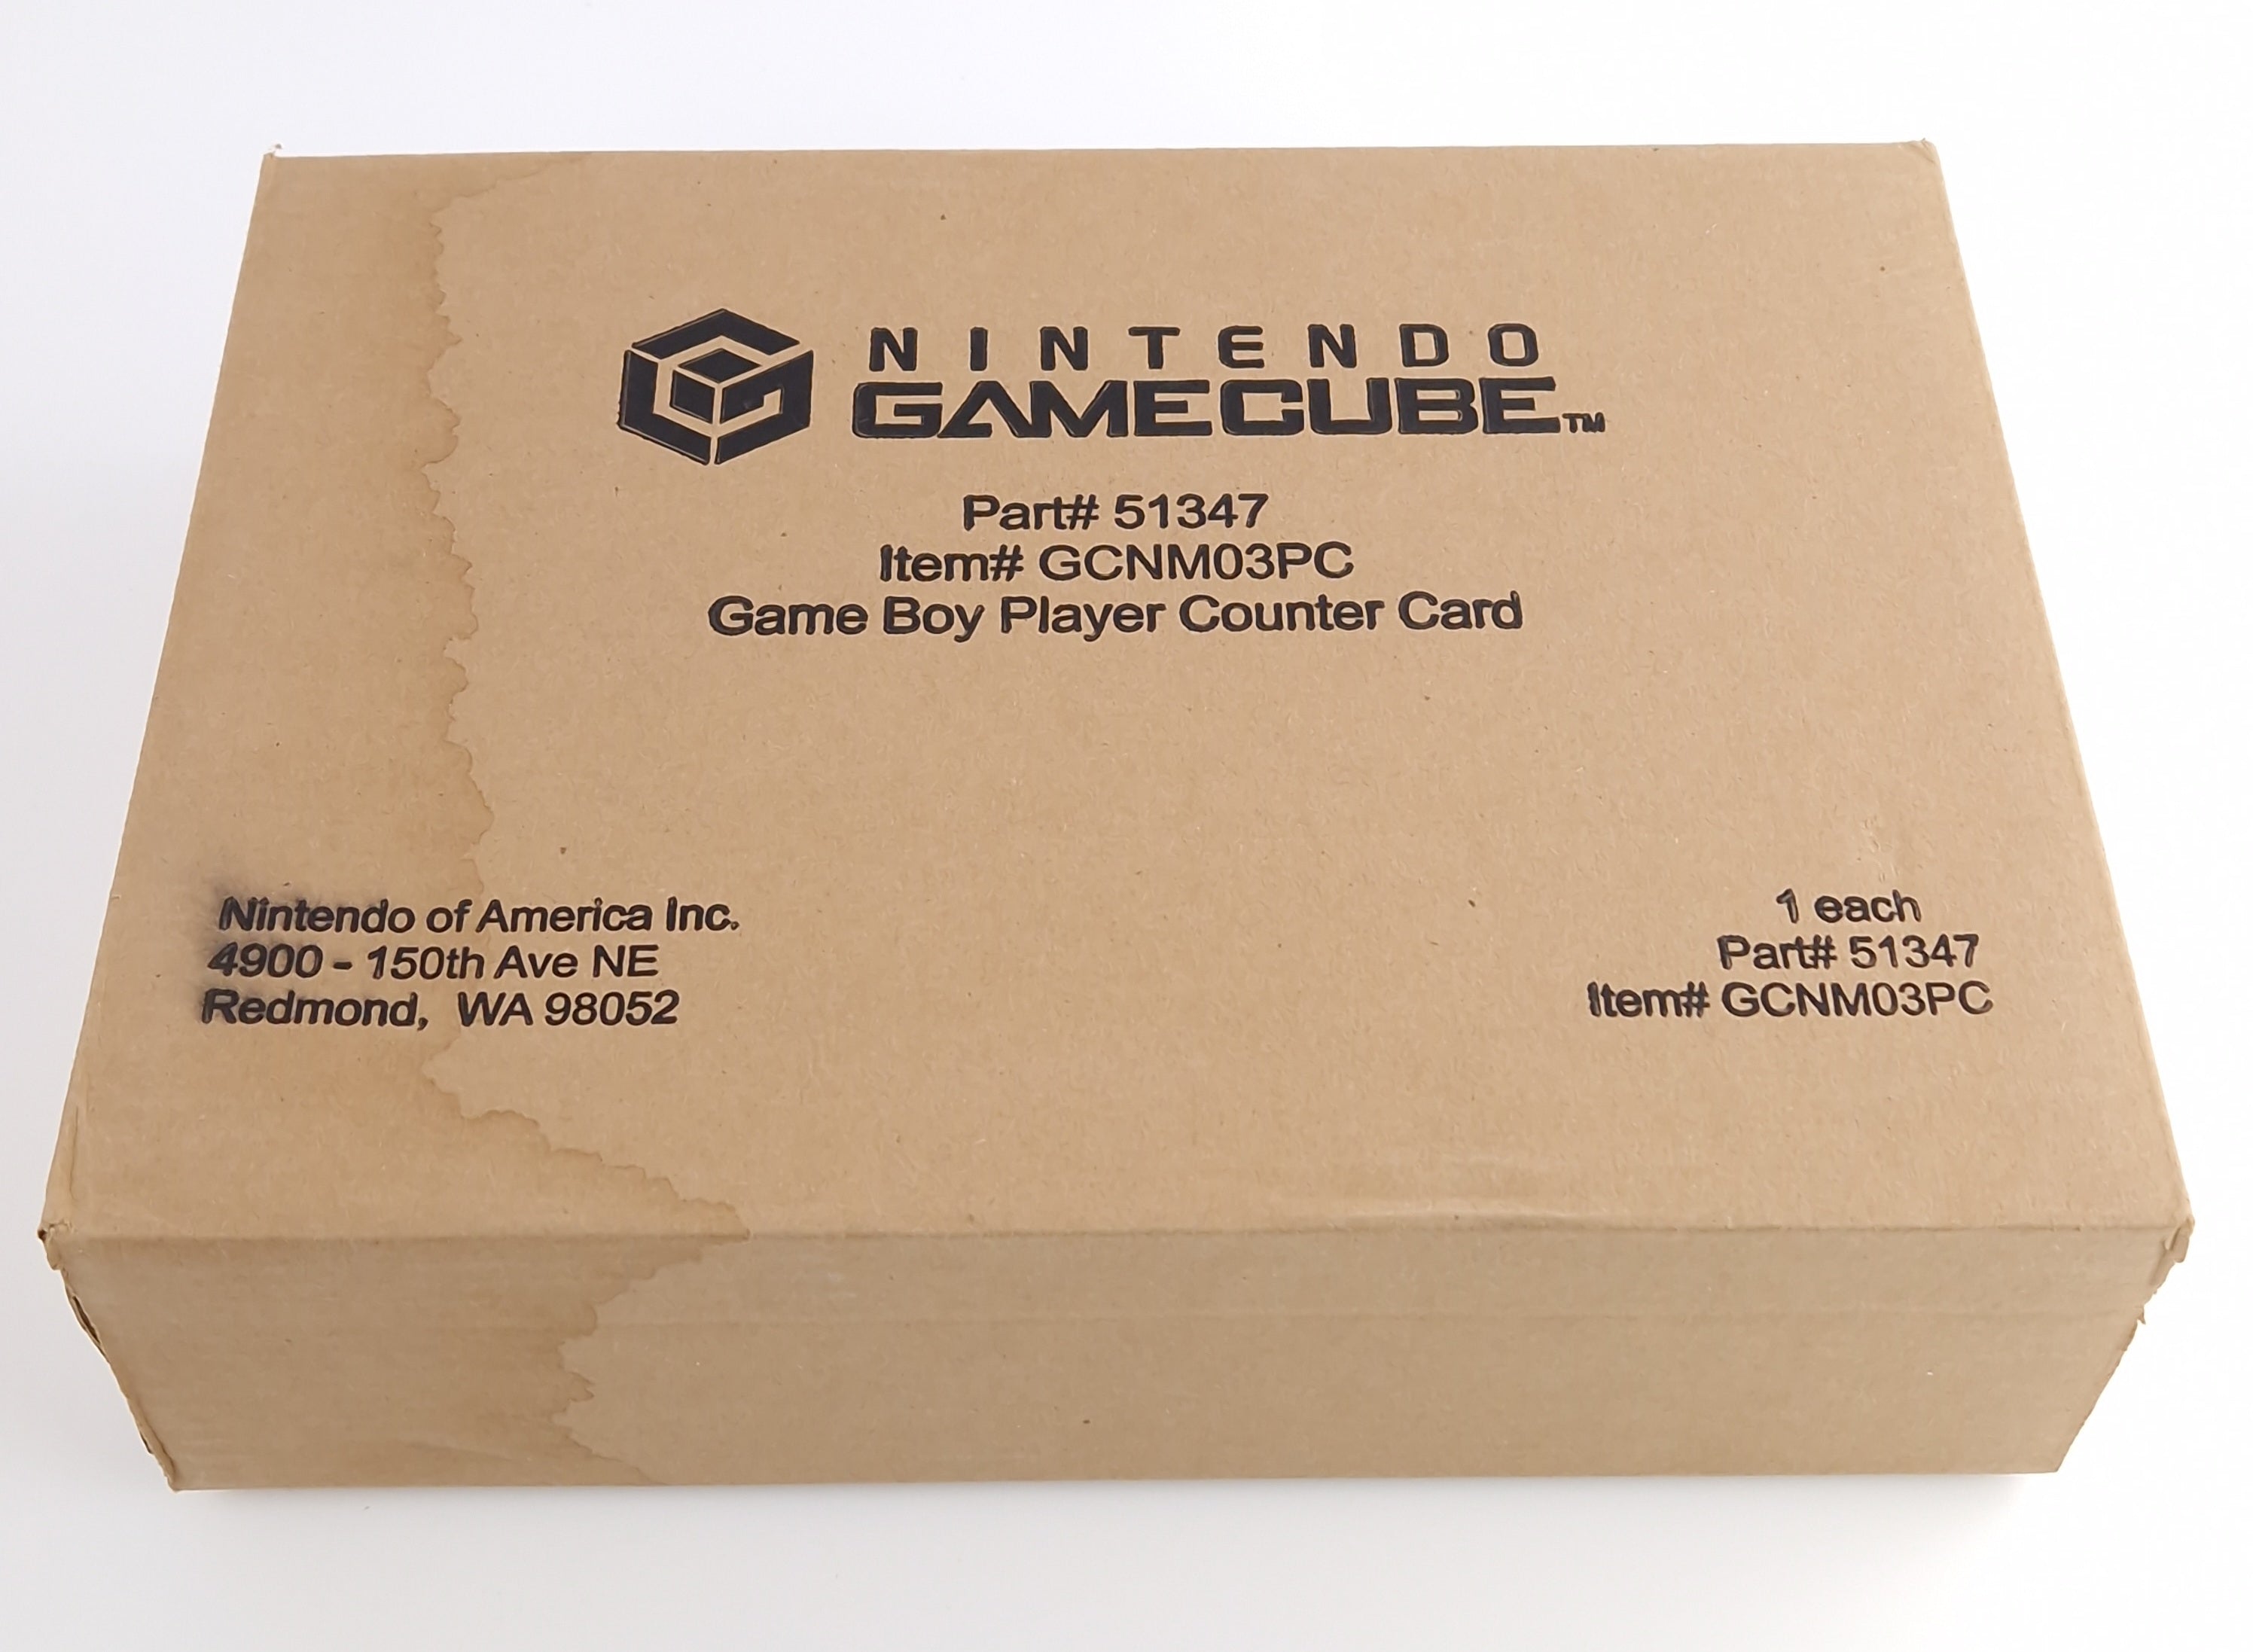 NINTENDO
GAMECUBE™
Part# 51347
Item# GCNM03PC
Game Boy Player Counter Card
Nintendo of America Inc.
4900 - 150th Ave NE
Redmond, WA 98052
1 each
Part# 51347
Item# GCNM03PC